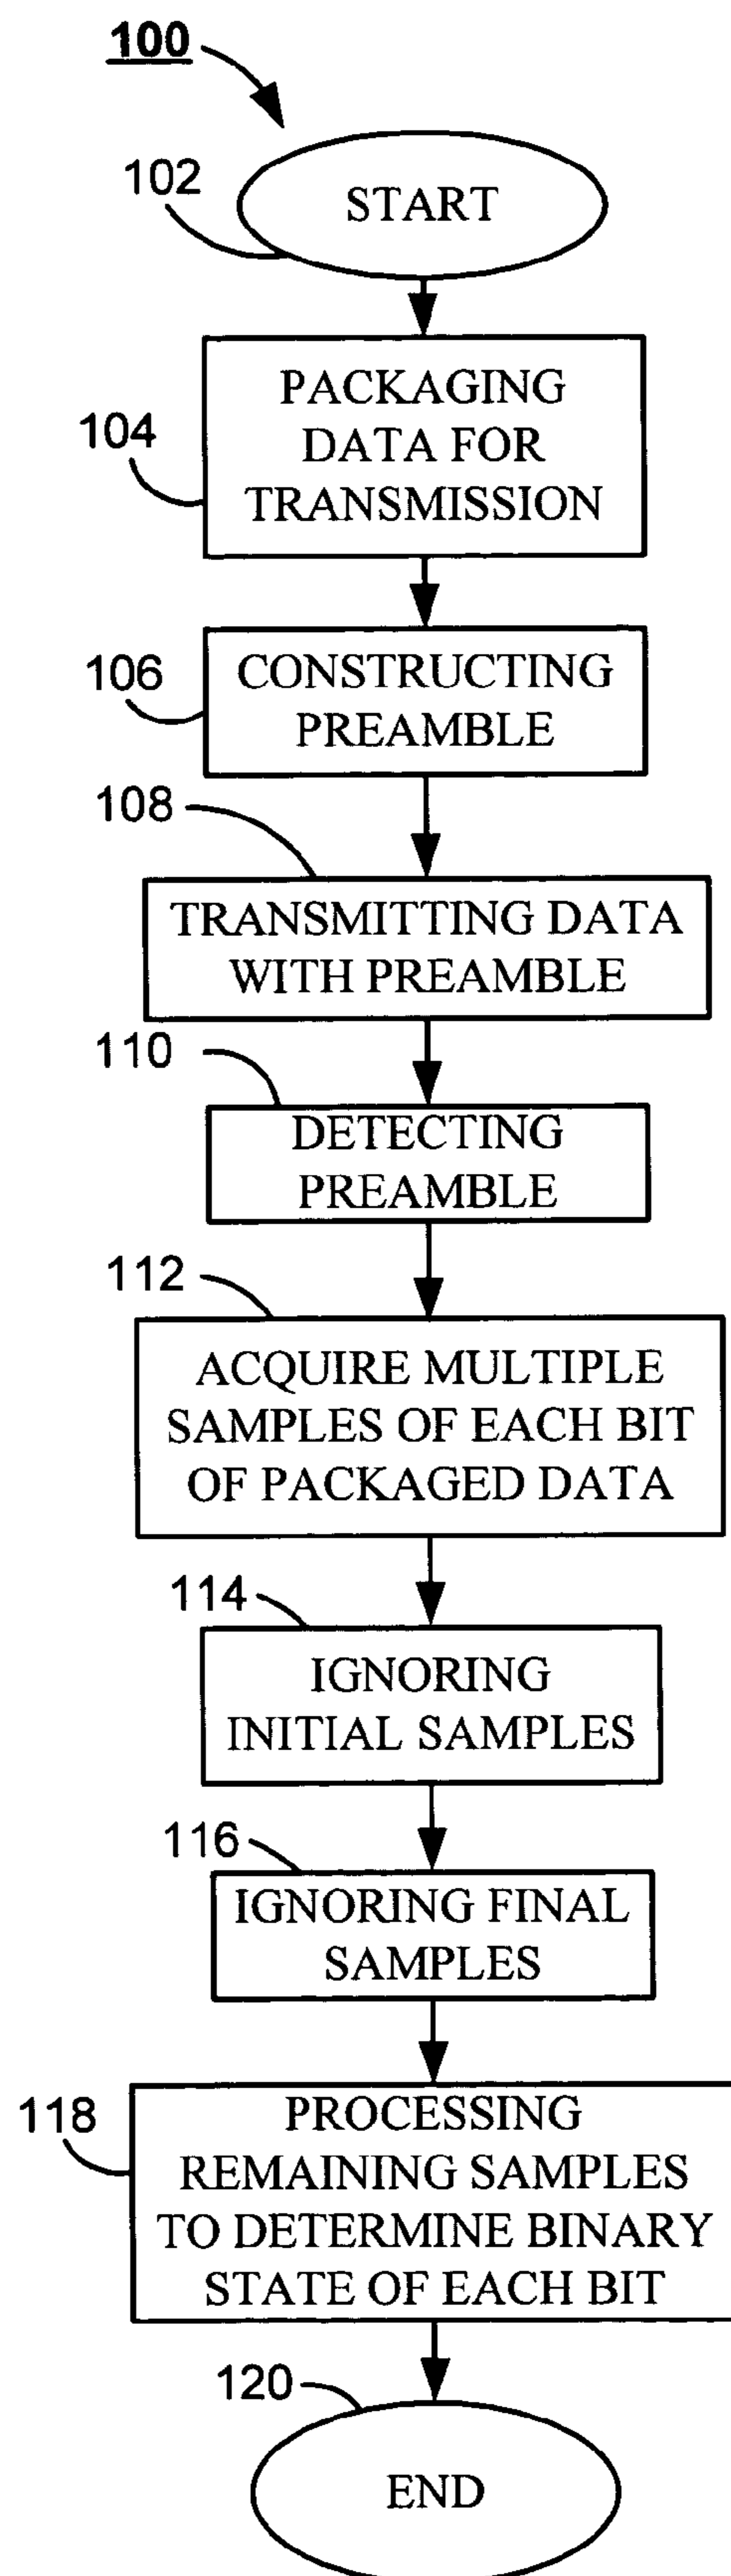 100
102
START
PACKAGING
DATA FOR
TRANSMISSION
104
CONSTRUCTING
PREAMBLE
106
108
TRANSMITTING DATA
WITH PREAMBLE
110
DETECTING
PREAMBLE
112
ACQUIRE MULTIPLE
SAMPLES OF EACH BIT
OF PACKAGED DATA
114
IGNORING
INITIAL SAMPLES
116
IGNORING FINAL
SAMPLES
118
PROCESSING
REMAINING SAMPLES
TO DETERMINE BINARY
STATE OF EACH BIT
120
END